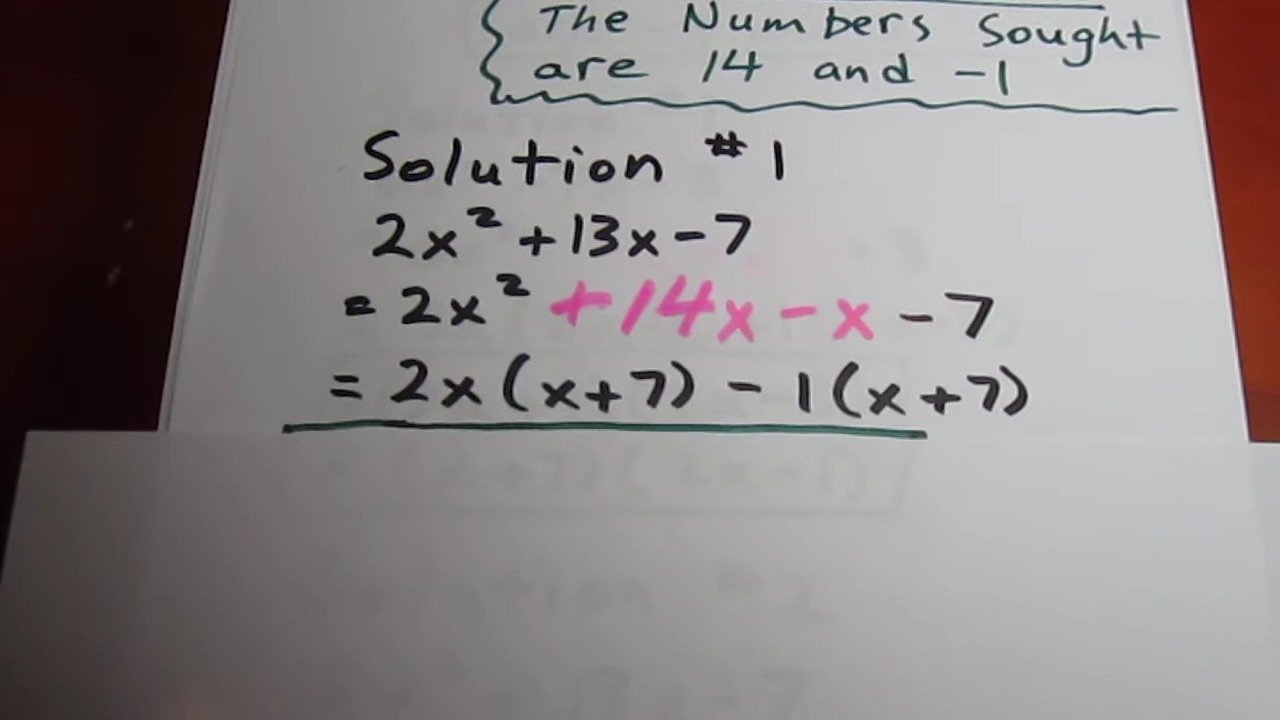 The Numbers Sought
are 14 and -1
Solution #1
2x² +13x-7
= 2x² +14x-x-7
= 2x(x+7) - 1(x+7)